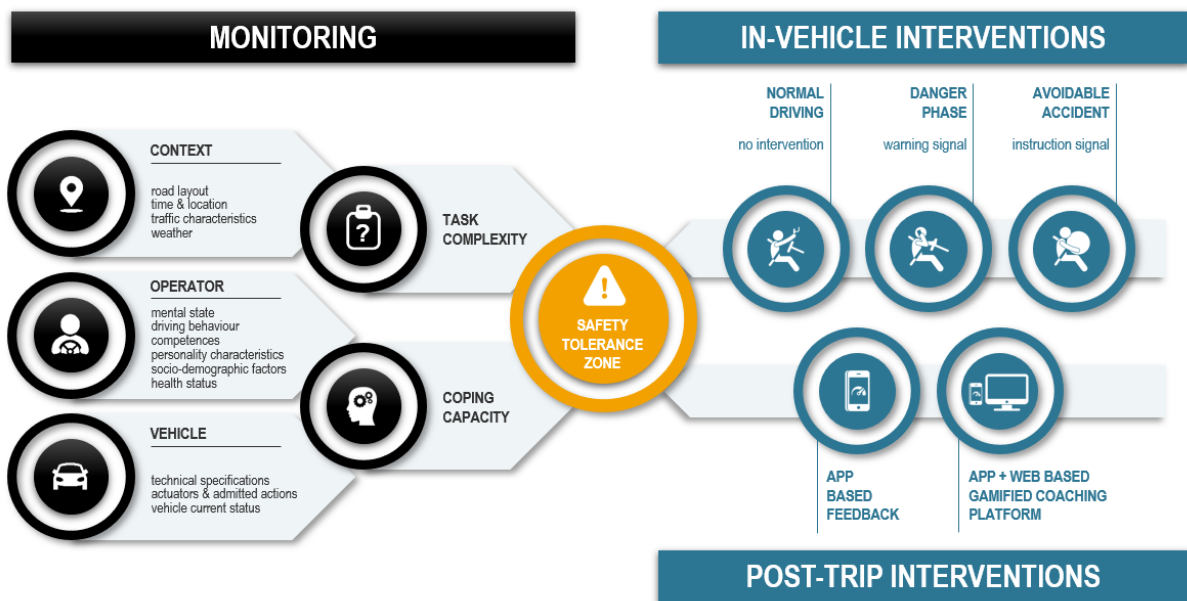 MONITORING
IN-VEHICLE INTERVENTIONS
CONTEXT
road layout
time & location
traffic characteristics
weather
OPERATOR
mental state
driving behaviour
competences
personality characteristics
socio-demographic factors
health status
VEHICLE
technical specifications
actuators & admitted actions
vehicle current status
?
TASK
COMPLEXITY
COPING
CAPACITY
!
SAFETY
TOLERANCE
ZONE
NORMAL
DRIVING
no intervention
DANGER
PHASE
warning signal
AVOIDABLE
ACCIDENT
instruction signal
APP
BASED
FEEDBACK
APP + WEB BASED
GAMIFIED COACHING
PLATFORM
POST-TRIP INTERVENTIONS